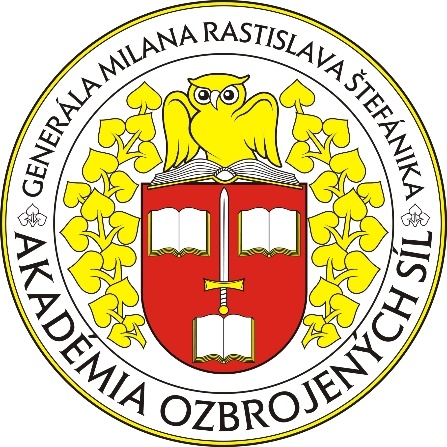 GENERÁLA MILANA RASTISLAVA ŠTEFÁNIKA
AKADÉMIA OZBROJENÝCH SÍL